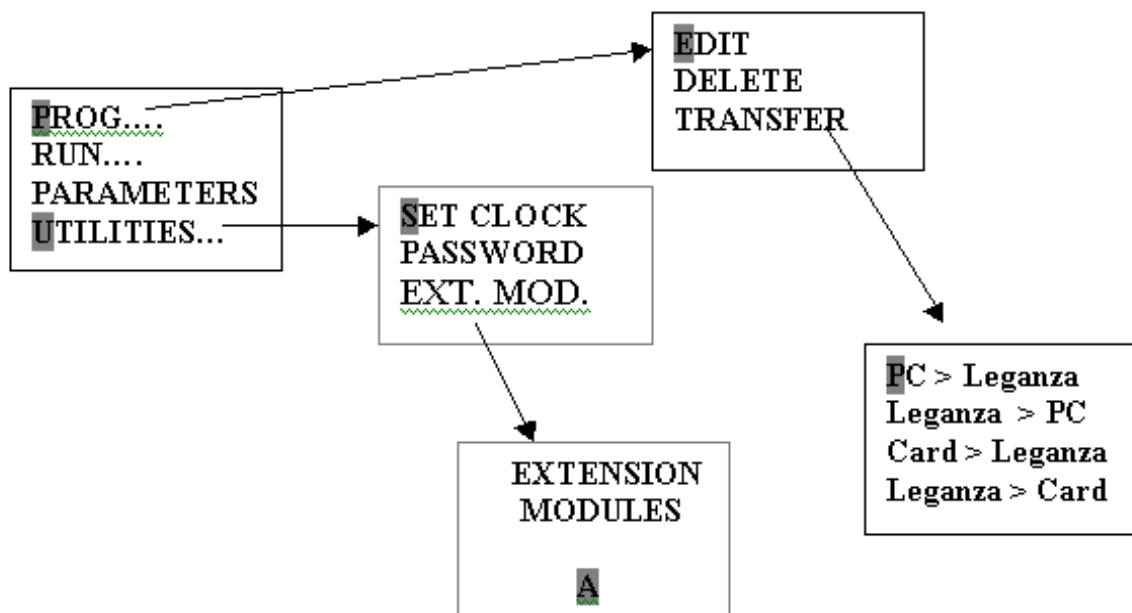 PROG....
RUN....
PARAMETERS
UTILITIES...
EDIT
DELETE
TRANSFER
SET CLOCK
PASSWORD
EXT. MOD.
EXTENSION
MODULES
A
PC > Leganza
Leganza > PC
Card > Leganza
Leganza > Card